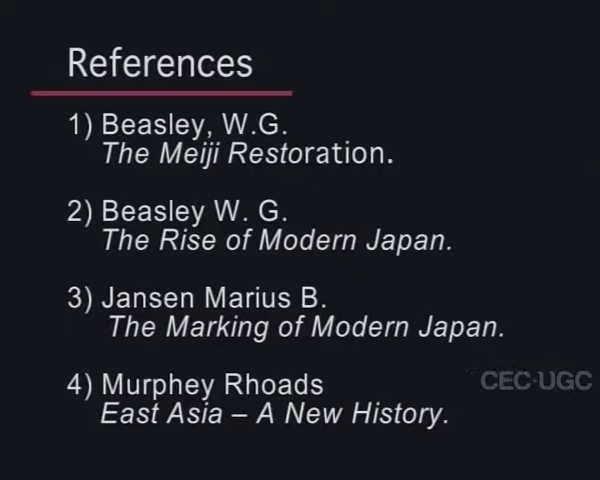 References
1) Beasley, W.G.
The Meiji Restoration.
2) Beasley W. G.
The Rise of Modern Japan.
3) Jansen Marius B.
The Marking of Modern Japan.
4) Murphey Rhoads
East Asia – A New History.
CEC-UGC